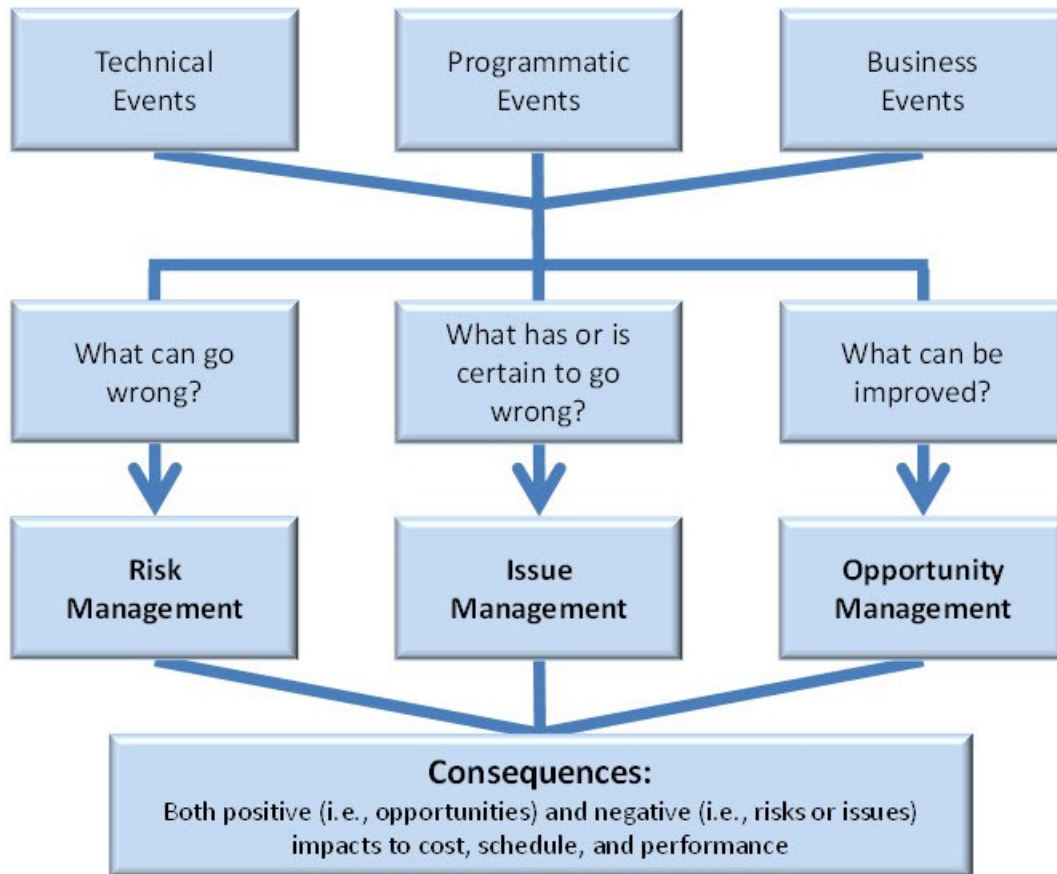 Technical
Events
Programmatic
Events
Business
Events
What can go
wrong?
What has or is
certain to go
wrong?
What can be
improved?
Risk
Management
Issue
Management
Opportunity
Management
Consequences:
Both positive (i.e., opportunities) and negative (i.e., risks or issues)
impacts to cost, schedule, and performance